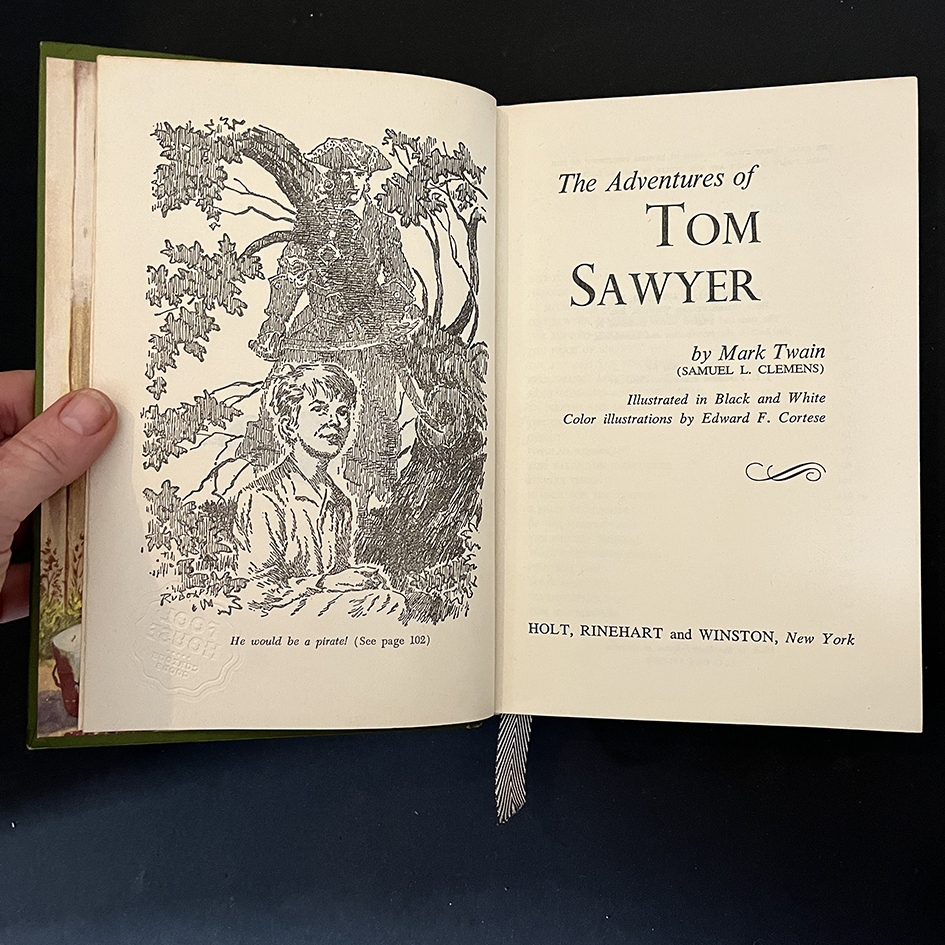 He would be a pirate! (See page 102)
The Adventures of
TOM
SAWYER
by Mark Twain
(SAMUEL L. CLEMENS)
Illustrated in Black and White
Color illustrations by Edward F. Cortese
HOLT, RINEHART and WINSTON, New York